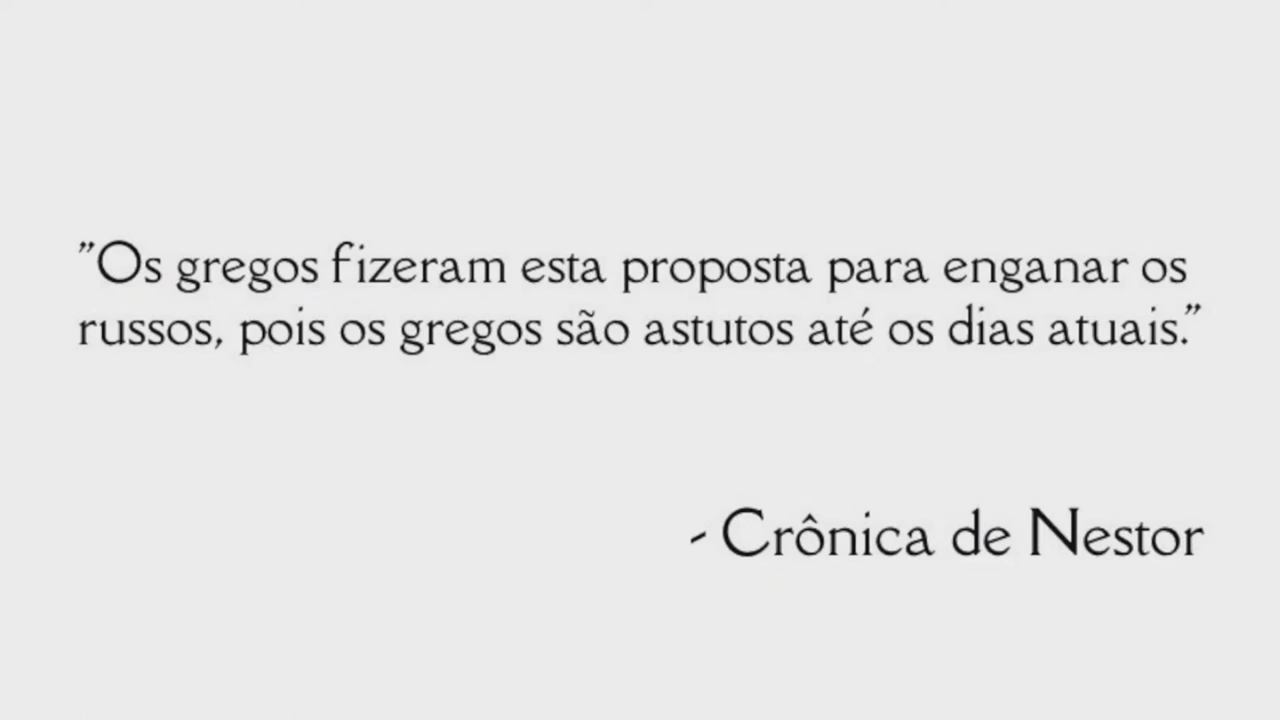 "Os gregos fizeram esta proposta para enganar os
russos, pois os gregos são astutos até os dias atuais."
- Crônica de Nestor